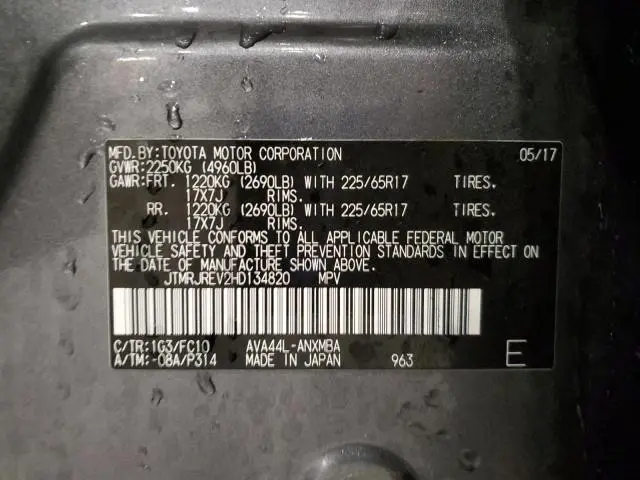 MFD.BY:TOYOTA MOTOR CORPORATION 05/17
GVWR:2250KG (4960LB)
GAWR:FRT. 1220KG (2690LB) WITH 225/65R17 TIRES.
17X7J RIMS.
RR. 1220KG (2690LB) WITH 225/65R17 TIRES.
17X7J RIMS.
THIS VEHICLE CONFORMS TO ALL APPLICABLE FEDERAL MOTOR
VEHICLE SAFETY AND THEFT PREVENTION STANDARDS IN EFFECT ON
THE DATE OF MANUFACTURE SHOWN ABOVE.
JTMRJREV2HD134820 MPV
C/TR:1G3/FC10 AVA44L-ANXMBA
A/TM:-08A/P314 MADE IN JAPAN 963 E